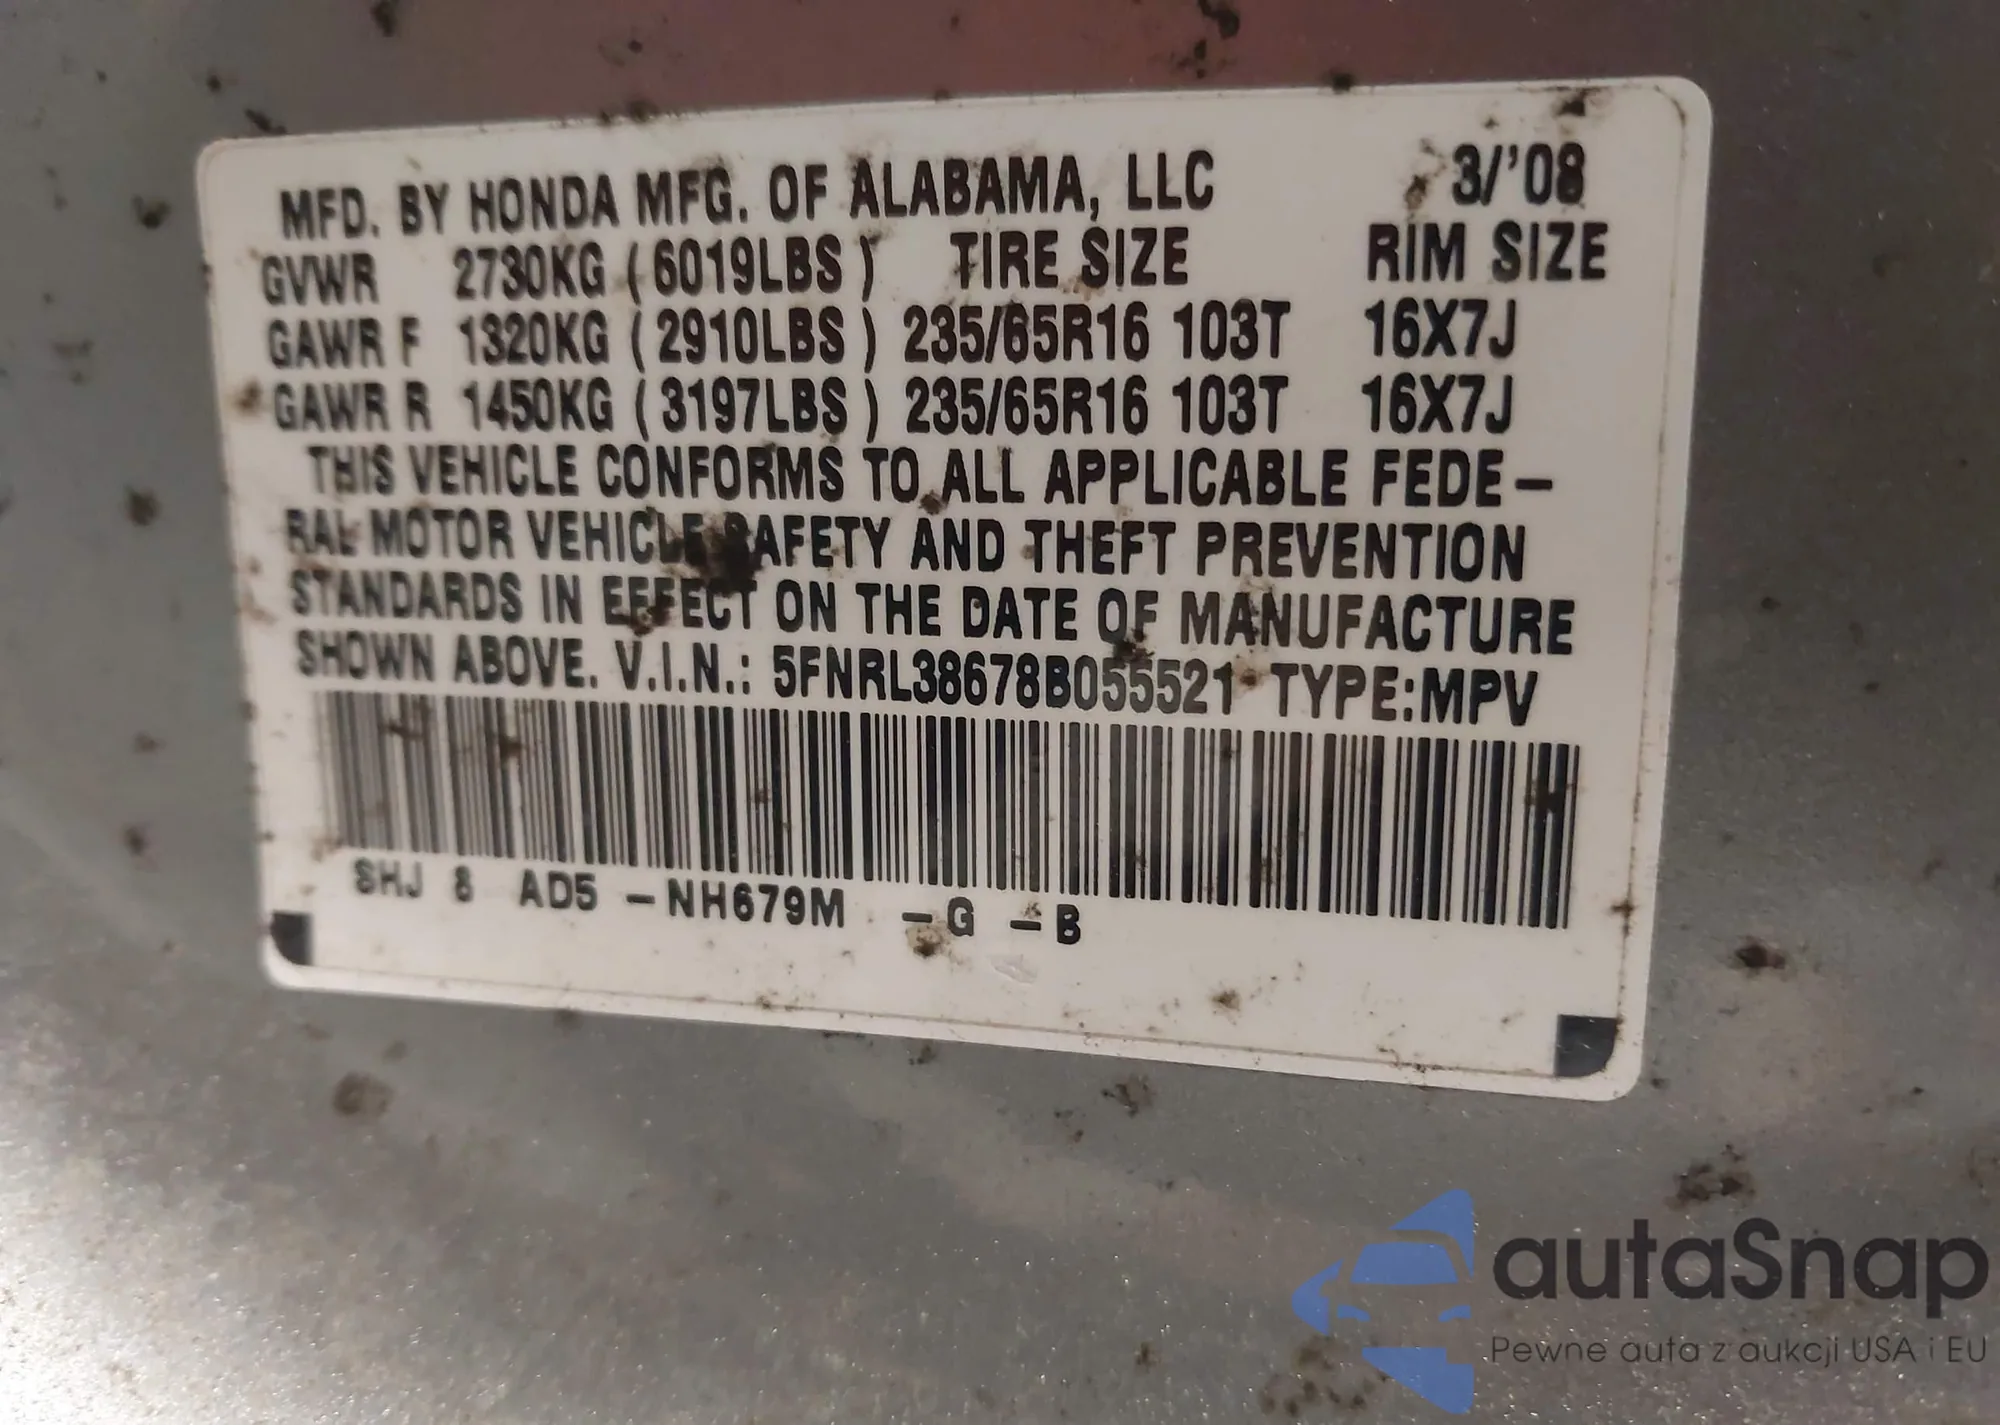 MFD. BY HONDA MFG. OF ALABAMA, LLC 3/'08
GVWR 2730KG (6019LBS) TIRE SIZE RIM SIZE
GAWR F 1320KG (2910LBS) 235/65R16 103T 16X7J
GAWR R 1450KG (3197LBS) 235/65R16 103T 16X7J
THIS VEHICLE CONFORMS TO ALL APPLICABLE FEDE-
RAL MOTOR VEHICLE SAFETY AND THEFT PREVENTION
STANDARDS IN EFFECT ON THE DATE OF MANUFACTURE
SHOWN ABOVE. V.I.N.: 5FNRL38678B055521 TYPE:MPV
SHJ 8 AD5 -NH679M -G -B
autaSnap
Pewne auta z aukcji USA i EU